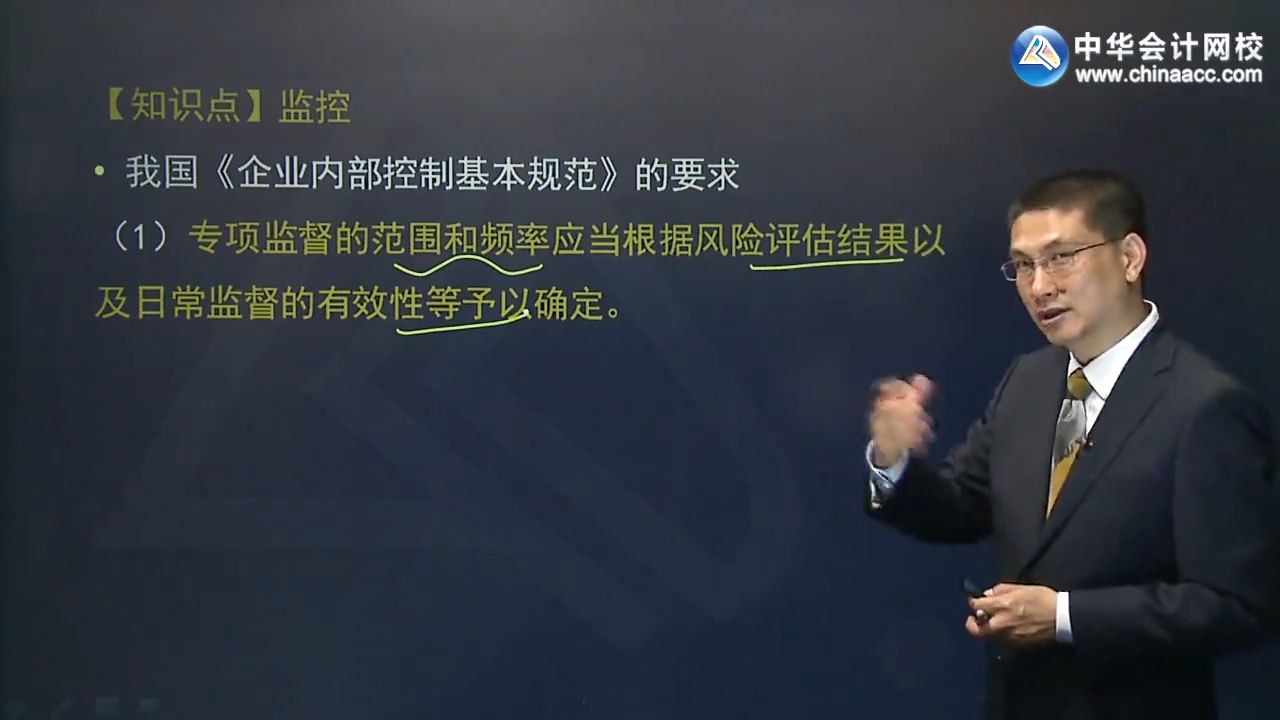 中华会计网校
www.chinaacc.com
【知识点】监控
• 我国《企业内部控制基本规范》的要求
（1）专项监督的范围和频率应当根据风险评估结果以
及日常监督的有效性等予以确定。